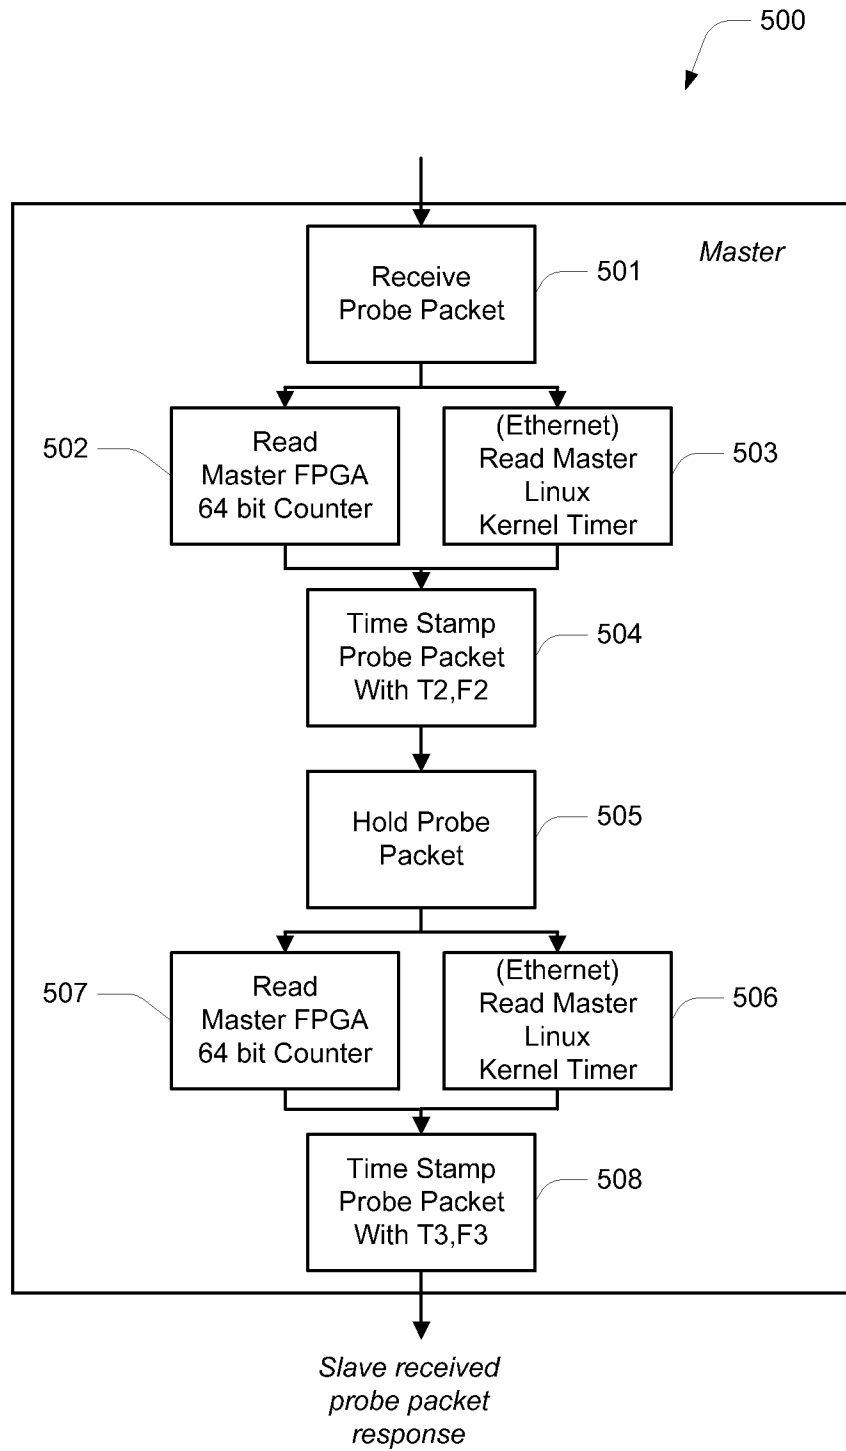 500
Master
Receive
Probe Packet
501
502
Read
Master FPGA
64 bit Counter
(Ethernet)
Read Master
Linux
Kernel Timer
503
Time Stamp
Probe Packet
With T2,F2
504
Hold Probe
Packet
505
507
Read
Master FPGA
64 bit Counter
(Ethernet)
Read Master
Linux
Kernel Timer
506
Time Stamp
Probe Packet
With T3,F3
508
Slave received
probe packet
response